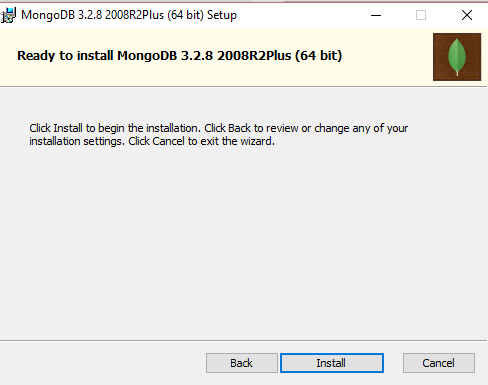 MongoDB 3.2.8 2008R2Plus (64 bit) Setup
Ready to install MongoDB 3.2.8 2008R2Plus (64 bit)
Click Install to begin the installation. Click Back to review or change any of your
installation settings. Click Cancel to exit the wizard.
Back Install Cancel